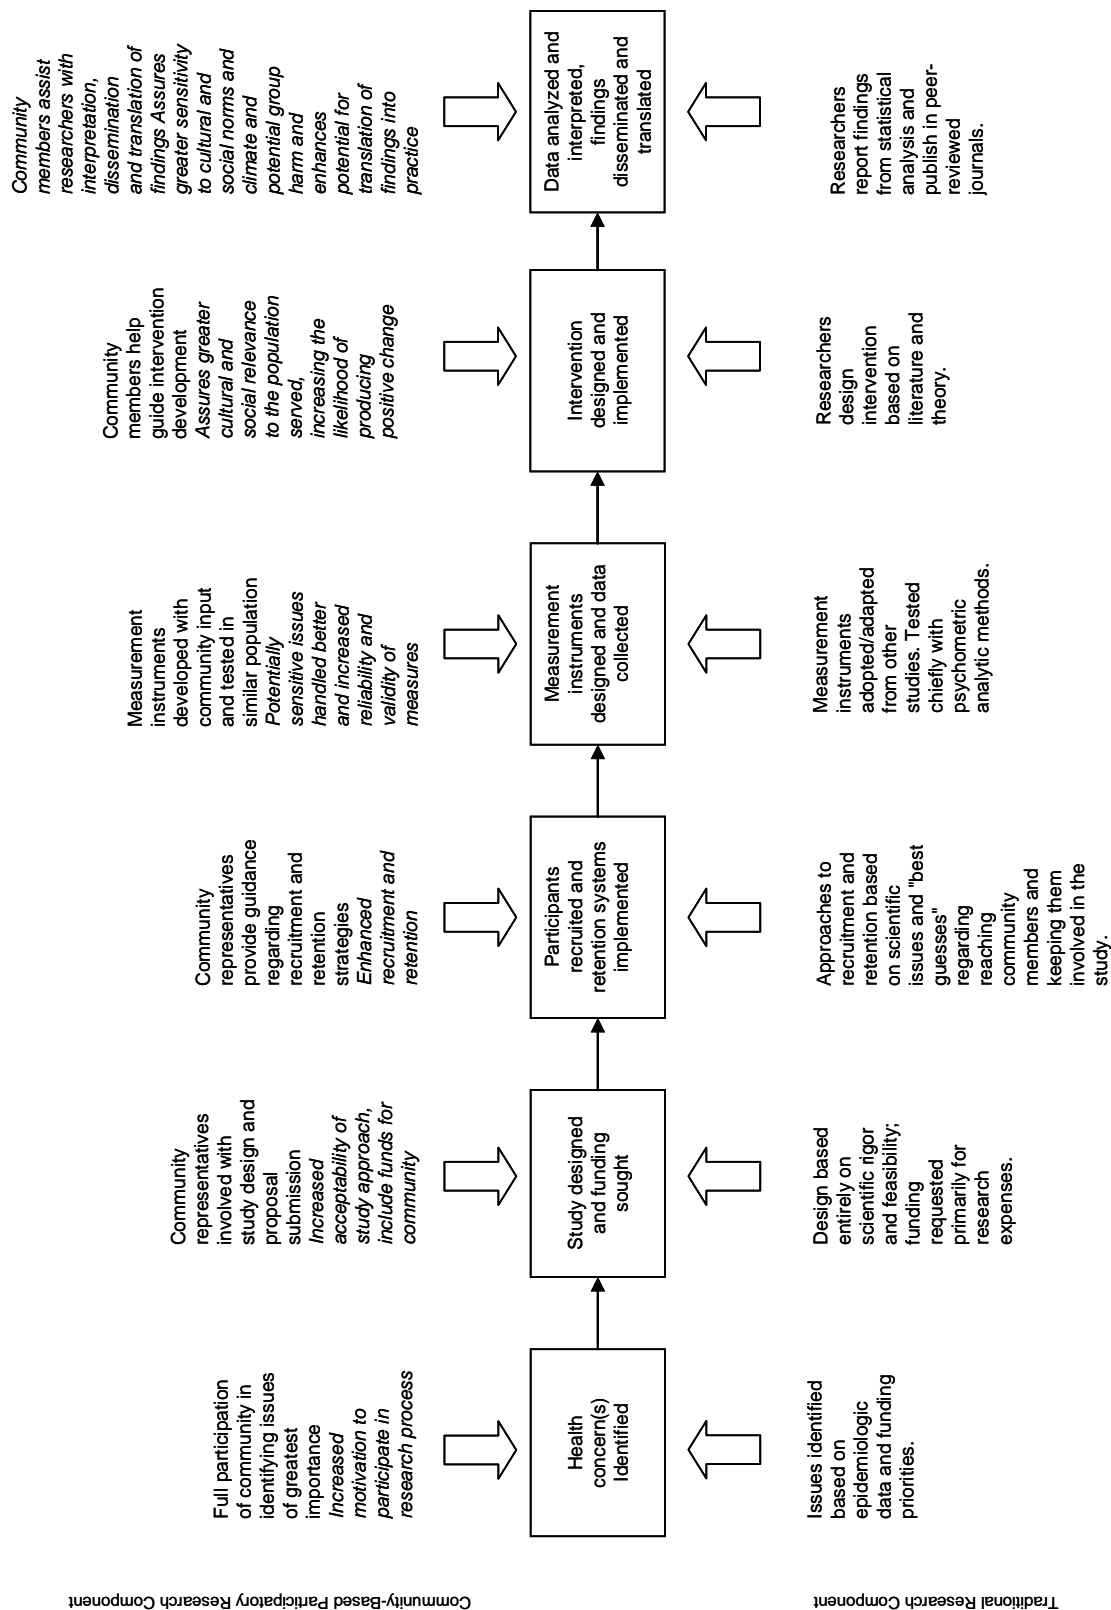 Community-Based Participatory Research Component
Full participation
of community in
identifying issues
of greatest
importance
Increased
motivation to
participate in
research process
Community
representatives
involved with
study design and
proposal
submission
Increased
acceptability of
study approach,
include funds for
community
Community
representatives
provide guidance
regarding
recruitment and
retention
strategies
Enhanced
recruitment and
retention
Measurement
instruments
developed with
community input
and tested in
similar population
Potentially
sensitive issues
handled better
and increased
reliability and
validity of
measures
Community
members help
guide intervention
development
Assures greater
cultural and
social relevance
to the population
served,
increasing the
likelihood of
producing
positive change
Community
members assist
researchers with
interpretation,
dissemination
and translation of
findings Assures
greater sensitivity
to cultural and
social norms and
climate and
potential group
harm and
enhances
potential for
translation of
findings into
practice
Health
concern(s)
Identified
Study designed
and funding
sought
Participants
recruited and
retention systems
implemented
Measurement
instruments
designed and data
collected
Intervention
designed and
implemented
Data analyzed and
interpreted,
findings
disseminated and
translated
Traditional Research Component
Issues identified
based on
epidemiologic
data and funding
priorities.
Design based
entirely on
scientific rigor
and feasibility;
funding
requested
primarily for
research
expenses.
Approaches to
recruitment and
retention based
on scientific
issues and "best
guesses"
regarding
reaching
community
members and
keeping them
involved in the
study.
Measurement
instruments
adopted/adapted
from other
studies. Tested
chiefly with
psychometric
analytic methods.
Researchers
design
intervention
based on
literature and
theory.
Researchers
report findings
from statistical
analysis and
publish in peer-
reviewed
journals.